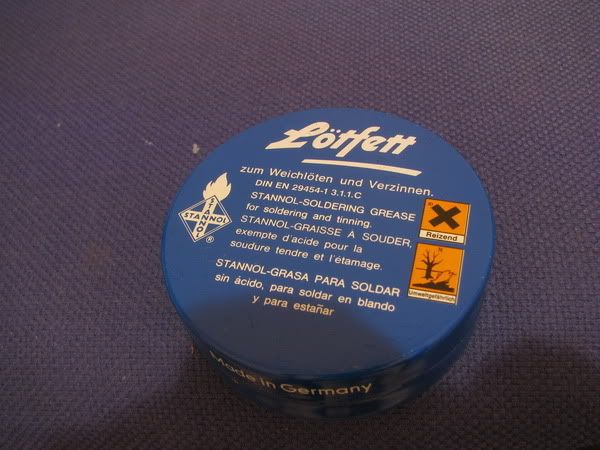 Lötfett
zum Weichlöten und Verzinnen.
DIN EN 29454-1 3.1.1.C
STANNOL-SOLDERING GREASE
for soldering and tinning.
STANNOL-GRAISSE À SOUDER,
exempte d'acide pour la
soudure tendre et l'étamage.
STANNOL-GRASA PARA SOLDAR
sin ácido, para soldar en blando
y para estañar
STANNOL
STANNOL
®
Reizend
Umweltgefährlich
Made in Germany